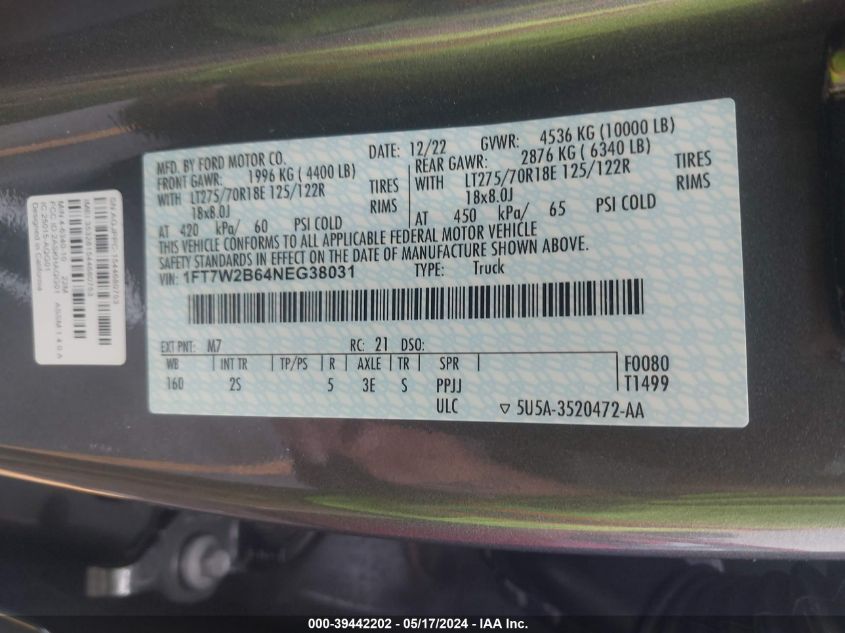 MFD. BY FORD MOTOR CO. DATE: 12/22 GVWR: 4536 KG (10000 LB)
FRONT GAWR: 1996 KG ( 4400 LB) REAR GAWR: 2876 KG ( 6340 LB)
WITH LT275/70R18E 125/122R TIRES WITH LT275/70R18E 125/122R TIRES
18x8.0J RIMS 18x8.0J RIMS
AT 420 kPa/ 60 PSI COLD AT 450 kPa/ 65 PSI COLD
THIS VEHICLE CONFORMS TO ALL APPLICABLE FEDERAL MOTOR VEHICLE
SAFETY STANDARDS IN EFFECT ON THE DATE OF MANUFACTURE SHOWN ABOVE.
VIN: 1FT7W2B64NEG38031 TYPE: Truck
EXT PNT: M7 RC: 21 DSO:
WB INT TR TP/PS R AXLE TR SPR F0080
160 2S 5 3E S PPJJ T1499
ULC ▽ 5U5A-3520472-AA
Designed in California
000-39442202 - 05/17/2024 - IAA Inc.